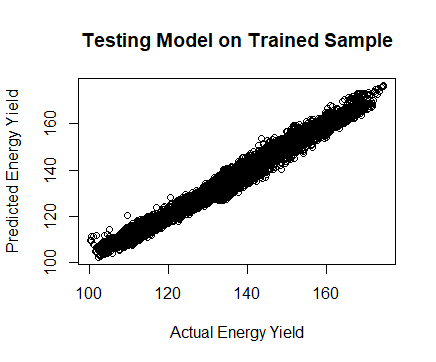 Testing Model on Trained Sample
Predicted Energy Yield
160
140
120
100
100 120 140 160
Actual Energy Yield